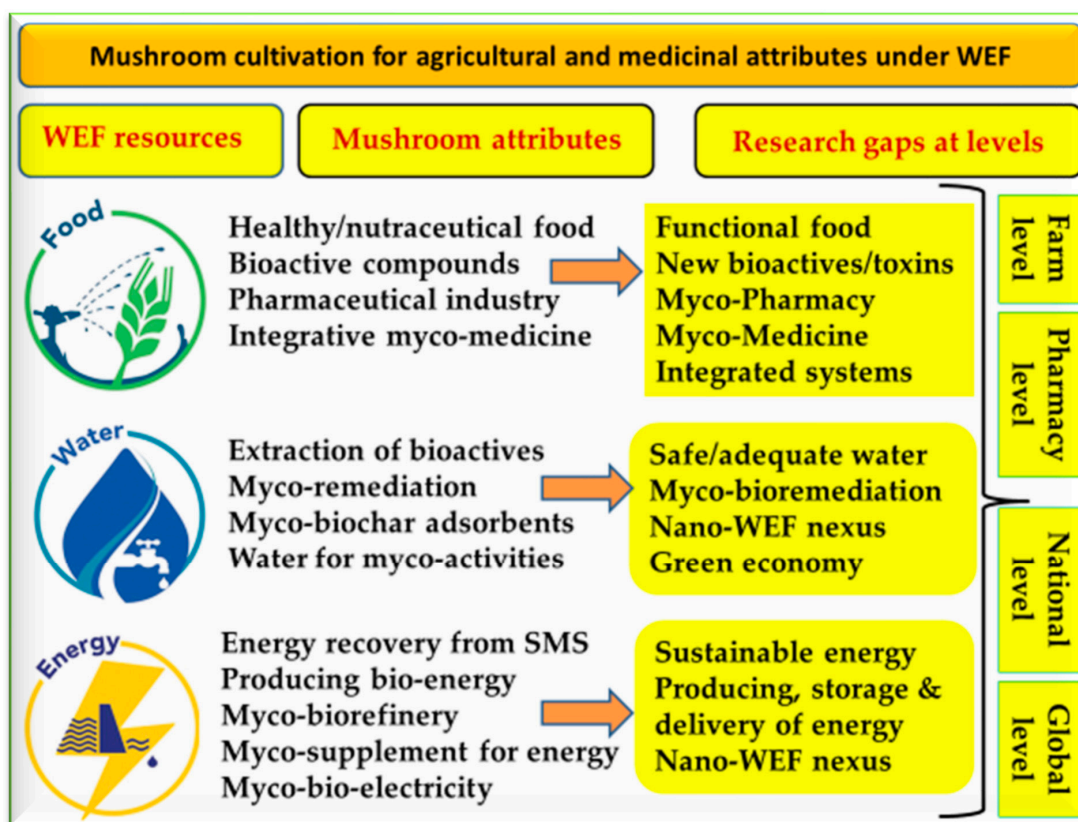 Mushroom cultivation for agricultural and medicinal attributes under WEF
WEF resources
Mushroom attributes
Research gaps at levels
Food
Healthy/nutraceutical food
Bioactive compounds
Pharmaceutical industry
Integrative myco-medicine
Functional food
New bioactives/toxins
Myco-Pharmacy
Myco-Medicine
Integrated systems
Water
Extraction of bioactives
Myco-remediation
Myco-biochar adsorbents
Water for myco-activities
Safe/adequate water
Myco-bioremediation
Nano-WEF nexus
Green economy
Energy
Energy recovery from SMS
Producing bio-energy
Myco-biorefinery
Myco-supplement for energy
Myco-bio-electricity
Sustainable energy
Producing, storage &
delivery of energy
Nano-WEF nexus
Farm
level
Pharmacy
level
National
level
Global
level